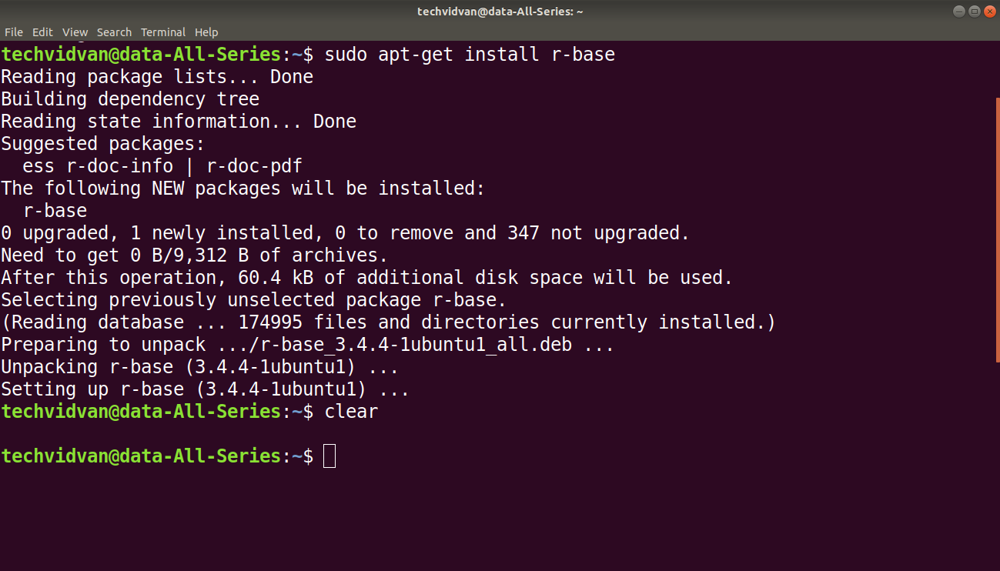 techvidvan@data-All-Series: ~
File Edit View Search Terminal Help
techvidvan@data-All-Series:~$ sudo apt-get install r-base
Reading package lists... Done
Building dependency tree
Reading state information... Done
Suggested packages:
  ess r-doc-info | r-doc-pdf
The following NEW packages will be installed:
  r-base
0 upgraded, 1 newly installed, 0 to remove and 347 not upgraded.
Need to get 0 B/9,312 B of archives.
After this operation, 60.4 kB of additional disk space will be used.
Selecting previously unselected package r-base.
(Reading database ... 174995 files and directories currently installed.)
Preparing to unpack .../r-base_3.4.4-1ubuntu1_all.deb ...
Unpacking r-base (3.4.4-1ubuntu1) ...
Setting up r-base (3.4.4-1ubuntu1) ...
techvidvan@data-All-Series:~$ clear
techvidvan@data-All-Series:~$